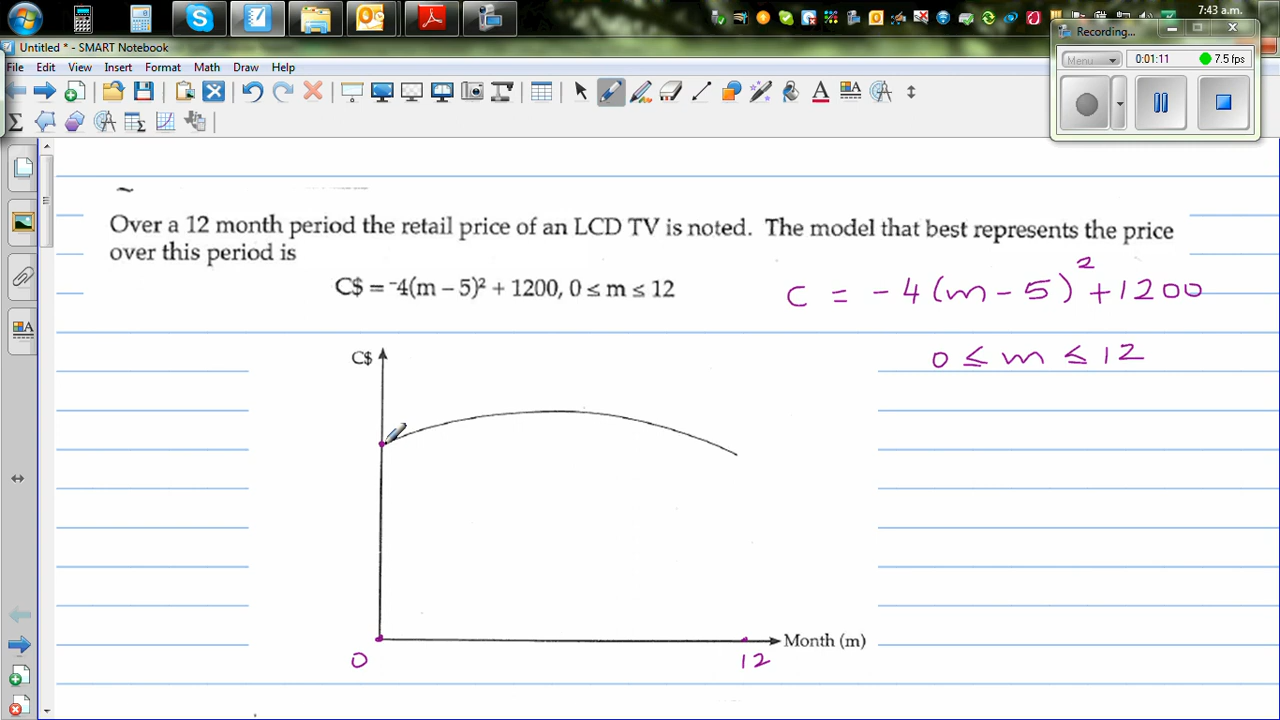 7:43 a.m.
Untitled * - SMART Notebook
Recording...
File Edit View Insert Format Math Draw Help
Menu 0:01:11 7.5 fps
Over a 12 month period the retail price of an LCD TV is noted. The model that best represents the price
over this period is
C$ = ⁻4(m – 5)² + 1200, 0 ≤ m ≤ 12
C = - 4 (m - 5)² + 1200
0 ≤ m ≤ 12
C$
Month (m)
0 12